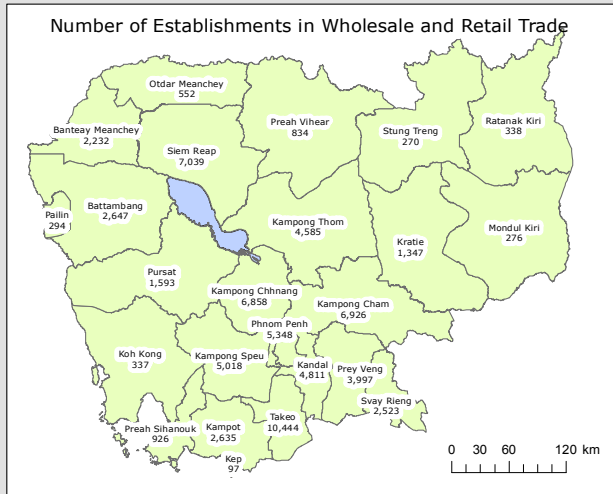 Number of Establishments in Wholesale and Retail Trade
Otdar Meanchey
552
Banteay Meanchey
2,232
Siem Reap
7,039
Preah Vihear
834
Stung Treng
270
Ratanak Kiri
338
Battambang
2,647
Pailin
294
Kampong Thom
4,585
Kratie
1,347
Mondul Kiri
276
Pursat
1,593
Kampong Chhnang
6,858
Kampong Cham
6,926
Phnom Penh
5,348
Koh Kong
337
Kampong Speu
5,018
Kandal
4,811
Prey Veng
3,997
Svay Rieng
2,523
Preah Sihanouk
926
Kampot
2,635
Takeo
10,444
Kep
97
0 30 60 120 km